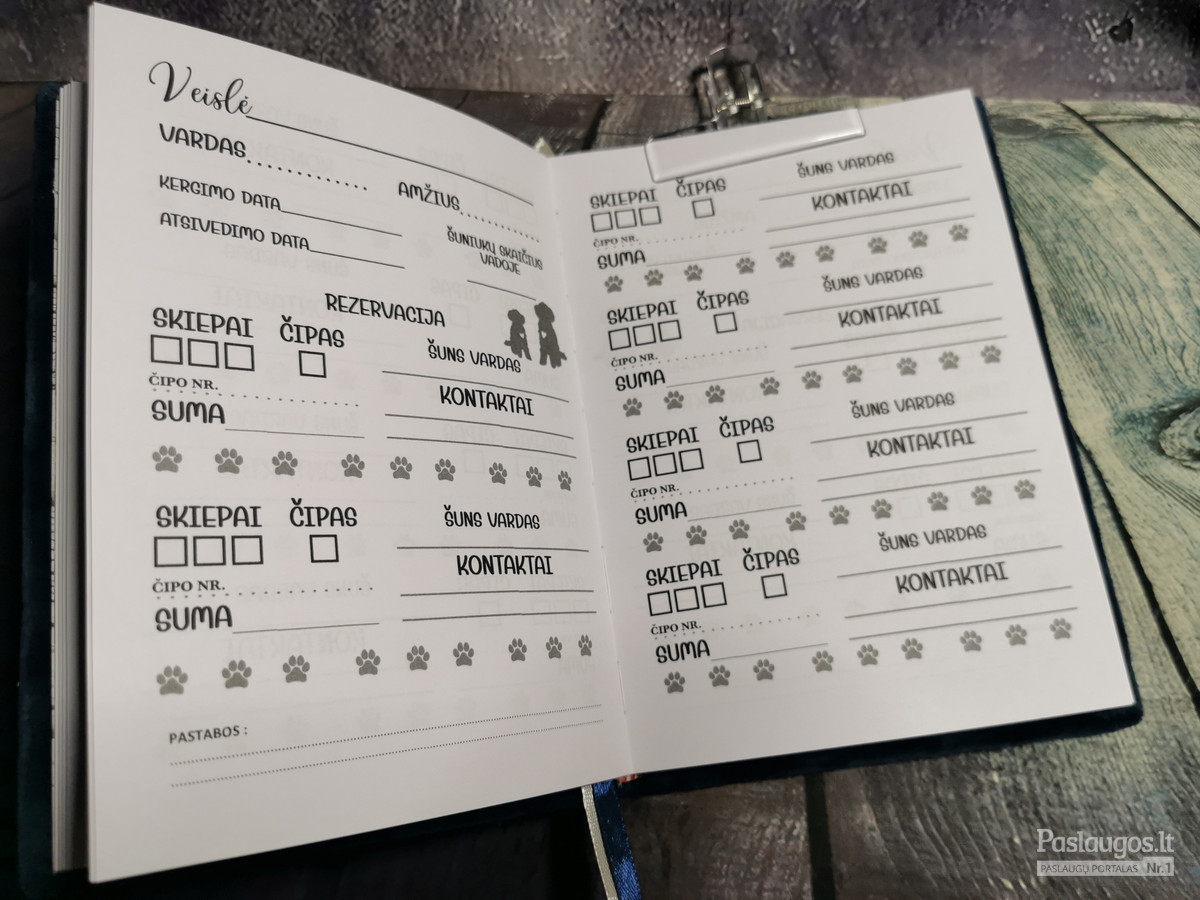 Veislė
VARDAS
AMŽIUS
KERGIMO DATA
ATSIVEDIMO DATA
ŠUNIUKŲ SKAIČIUS
VADOJE
REZERVACIJA
SKIEPAI ČIPAS
ŠUNS VARDAS
ČIPO NR.
KONTAKTAI
SUMA
SKIEPAI ČIPAS
ŠUNS VARDAS
KONTAKTAI
ČIPO NR.
SUMA
PASTABOS :
SKIEPAI ČIPAS
ŠUNS VARDAS
KONTAKTAI
ČIPO NR.
SUMA
SKIEPAI ČIPAS
ŠUNS VARDAS
KONTAKTAI
ČIPO NR.
SUMA
SKIEPAI ČIPAS
ŠUNS VARDAS
KONTAKTAI
ČIPO NR.
SUMA
SKIEPAI ČIPAS
ŠUNS VARDAS
KONTAKTAI
ČIPO NR.
SUMA
Paslaugos.lt
PASLAUGŲ PORTALAS Nr.1